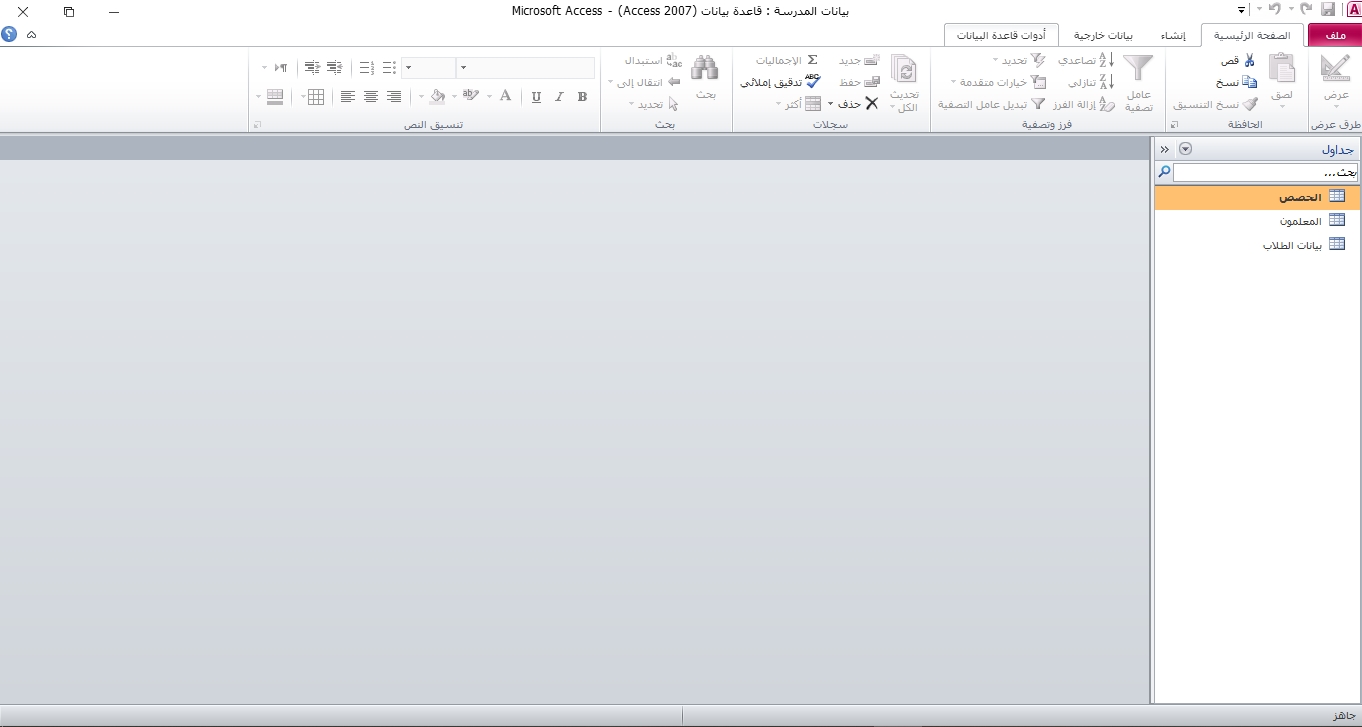 بيانات المدرسة : قاعدة بيانات (Access 2007) - Microsoft Access
ملف
الصفحة الرئيسية
إنشاء
بيانات خارجية
أدوات قاعدة البيانات
عرض
طرق عرض
لصق
قص
نسخ
نسخ التنسيق
الحافظة
عامل تصفية
تصاعدي
تنازلي
إزالة الفرز
تحديد
خيارات متقدمة
تبديل عامل التصفية
فرز وتصفية
تحديث الكل
جديد
حفظ
حذف
الإجماليات
تدقيق إملائي
أكثر
سجلات
بحث
استبدال
انتقال إلى
تحديد
بحث
B I U A
تنسيق النص
جداول
بحث...
الحصص
المعلمون
بيانات الطلاب
جاهز